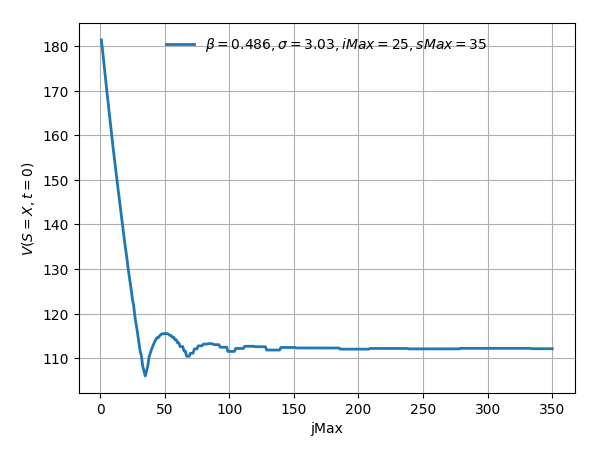 β = 0.486, σ = 3.03, iMax = 25, sMax = 35
V(S = X, t = 0)
180
170
160
150
140
130
120
110
0 50 100 150 200 250 300 350
jMax